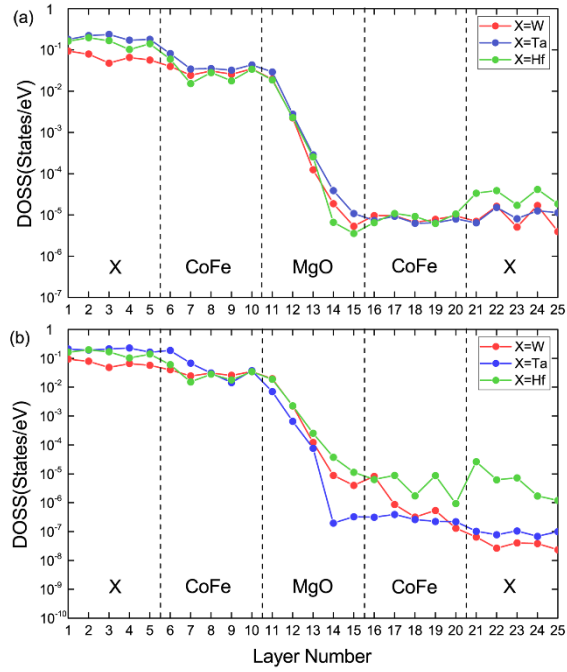 (a)
X=W
X=Ta
X=Hf
10⁰
10⁻¹
10⁻²
10⁻³
10⁻⁴
10⁻⁵
10⁻⁶
10⁻⁷
DOSS(States/eV)
X CoFe MgO CoFe X
1 2 3 4 5 6 7 8 9 10 11 12 13 14 15 16 17 18 19 20 21 22 23 24 25
(b)
X=W
X=Ta
X=Hf
10⁰
10⁻¹
10⁻²
10⁻³
10⁻⁴
10⁻⁵
10⁻⁶
10⁻⁷
10⁻⁸
10⁻⁹
10⁻¹⁰
DOSS(States/eV)
X CoFe MgO CoFe X
1 2 3 4 5 6 7 8 9 10 11 12 13 14 15 16 17 18 19 20 21 22 23 24 25
Layer Number